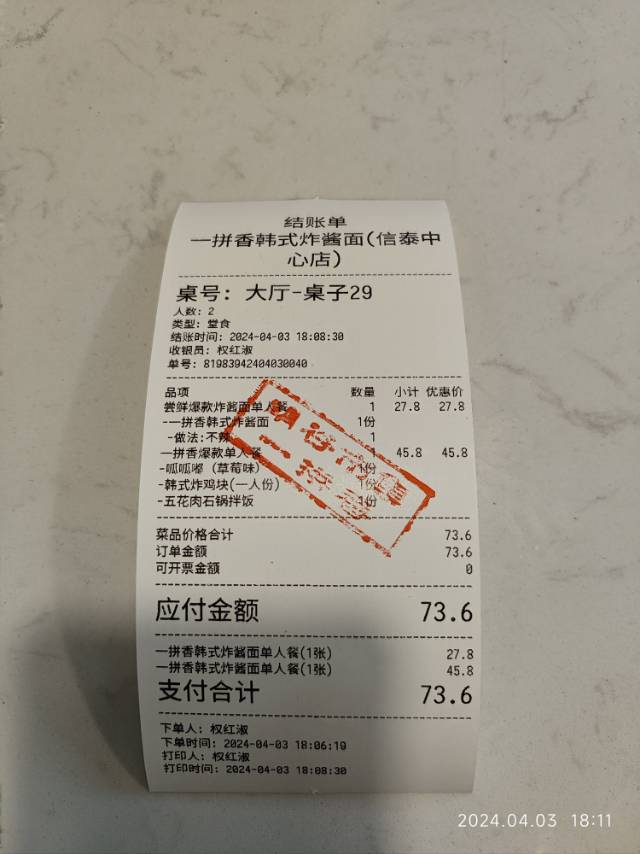 结账单
一拼香韩式炸酱面(信泰中
心店)
桌号: 大厅-桌子29
人数: 2
类型: 堂食
结账时间: 2024-04-03 18:08:30
收银员: 权红淑
单号: 81983942404030040
品项 数量 小计 优惠价
尝鲜爆款炸酱面单人餐 1 27.8 27.8
-一拼香韩式炸酱面 1份
-做法:不辣 1
一拼香爆款单人餐 1 45.8 45.8
-呱呱嘟 (草莓味) 1份
-韩式炸鸡块(一人份) 1份
-五花肉石锅拌饭 1份
菜品价格合计 73.6
订单金额 73.6
可开票金额 0
应付金额 73.6
一拼香韩式炸酱面单人餐(1张) 27.8
一拼香韩式炸酱面单人餐(1张) 45.8
支付合计 73.6
下单人: 权红淑
下单时间: 2024-04-03 18:06:19
打印人: 权红淑
打印时间: 2024-04-03 18:08:30
一拼香
2024.04.03 18:11